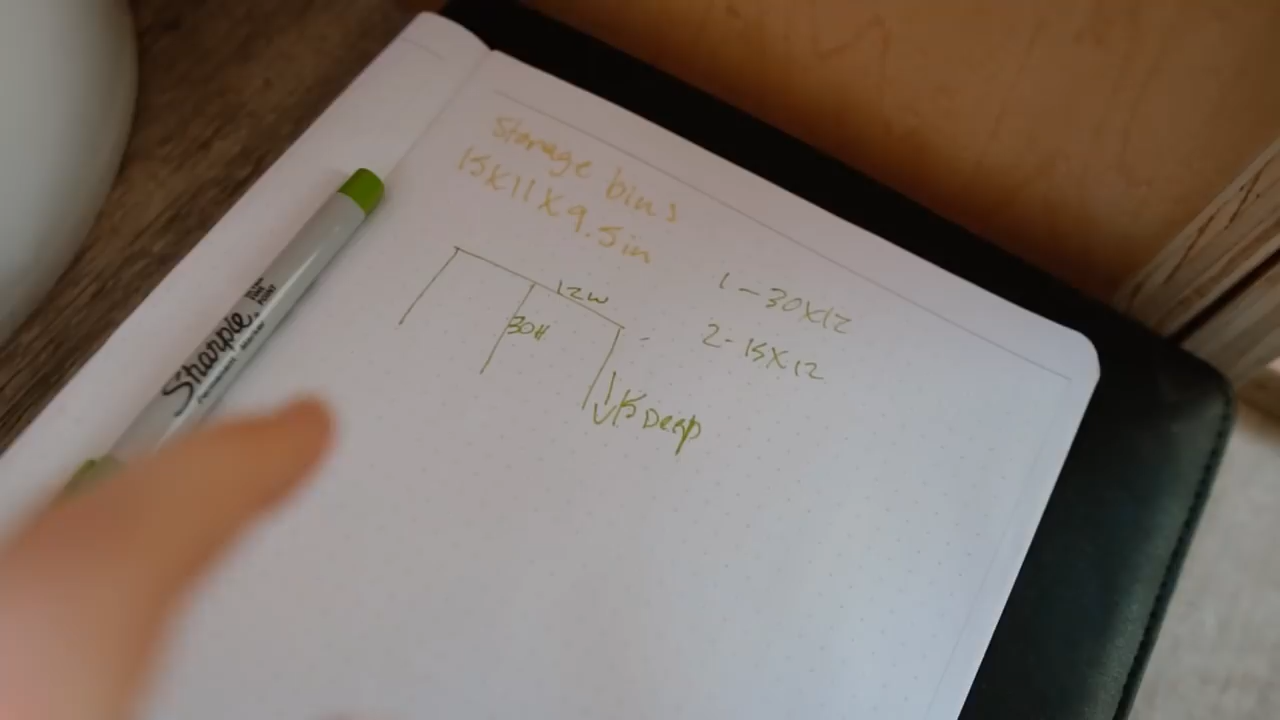 Storage bins
15X11X9.5in
12W
30H
15 Deep
1-30X12
2-15X12
Sharpie